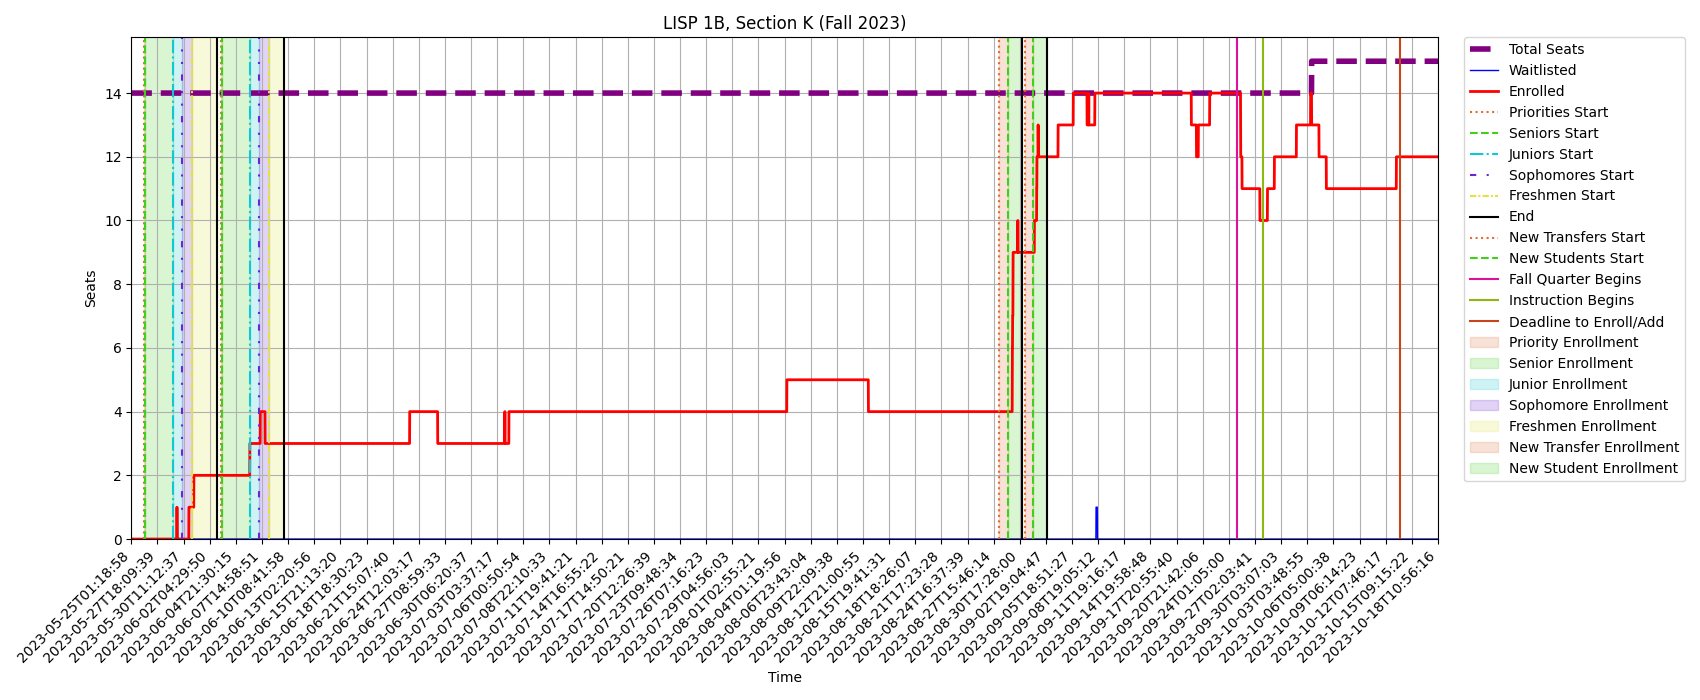 LISP 1B, Section K (Fall 2023)
Total Seats
Waitlisted
Enrolled
Priorities Start
Seniors Start
Juniors Start
Sophomores Start
Freshmen Start
End
New Transfers Start
New Students Start
Fall Quarter Begins
Instruction Begins
Deadline to Enroll/Add
Priority Enrollment
Senior Enrollment
Junior Enrollment
Sophomore Enrollment
Freshmen Enrollment
New Transfer Enrollment
New Student Enrollment
Seats
14
12
10
8
6
4
2
0
2023-05-25T01:18:58
2023-05-27T18:09:39
2023-05-30T11:12:37
2023-06-02T04:29:50
2023-06-04T21:30:15
2023-06-07T14:58:51
2023-06-10T08:41:58
2023-06-13T02:20:56
2023-06-15T21:13:20
2023-06-18T18:30:23
2023-06-21T15:07:40
2023-06-24T12:03:17
2023-06-27T08:59:33
2023-06-30T06:20:37
2023-07-03T03:37:17
2023-07-06T00:50:54
2023-07-08T22:10:33
2023-07-11T19:41:21
2023-07-14T16:55:22
2023-07-17T14:50:21
2023-07-20T12:26:39
2023-07-23T09:48:34
2023-07-26T07:16:23
2023-07-29T04:56:03
2023-08-01T02:55:21
2023-08-04T01:19:56
2023-08-06T23:43:04
2023-08-09T22:09:38
2023-08-12T21:00:55
2023-08-15T19:41:31
2023-08-18T18:26:07
2023-08-21T17:23:28
2023-08-24T16:37:39
2023-08-27T15:46:14
2023-08-30T17:28:00
2023-09-02T19:04:47
2023-09-05T18:51:27
2023-09-08T19:05:12
2023-09-11T19:16:17
2023-09-14T19:58:48
2023-09-17T20:55:40
2023-09-20T21:42:06
2023-09-24T01:05:00
2023-09-27T02:03:41
2023-09-30T03:07:03
2023-10-03T03:48:55
2023-10-06T05:00:38
2023-10-09T06:14:23
2023-10-12T07:46:17
2023-10-15T09:15:22
2023-10-18T10:56:16
Time